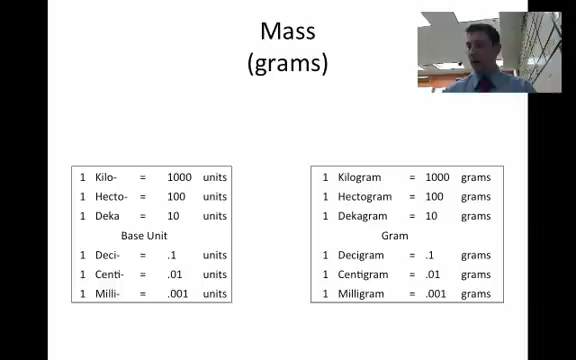 Mass
(grams)
1 Kilo- = 1000 units
1 Hecto- = 100 units
1 Deka = 10 units
Base Unit
1 Deci- = .1 units
1 Centi- = .01 units
1 Milli- = .001 units
1 Kilogram = 1000 grams
1 Hectogram = 100 grams
1 Dekagram = 10 grams
Gram
1 Decigram = .1 grams
1 Centigram = .01 grams
1 Milligram = .001 grams